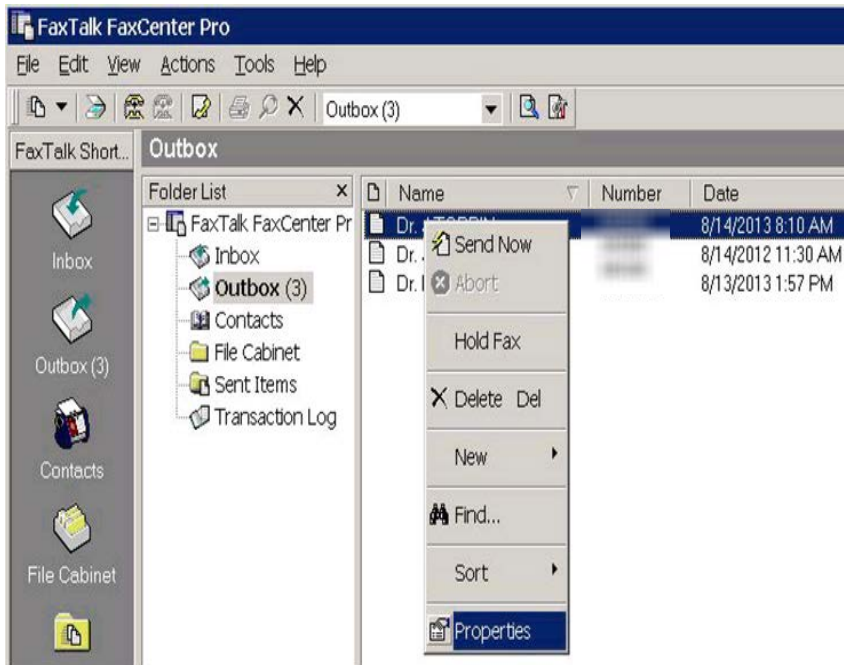 FaxTalk FaxCenter Pro
File Edit View Actions Tools Help
Outbox (3)
FaxTalk Short...
Outbox
Folder List
Name Number Date
FaxTalk FaxCenter Pr
Inbox
Outbox (3)
Contacts
File Cabinet
Sent Items
Transaction Log
Inbox
Outbox (3)
Contacts
File Cabinet
Dr. 8/14/2013 8:10 AM
Dr. 8/14/2012 11:30 AM
Dr. 8/13/2013 1:57 PM
Send Now
Abort
Hold Fax
Delete Del
New
Find...
Sort
Properties